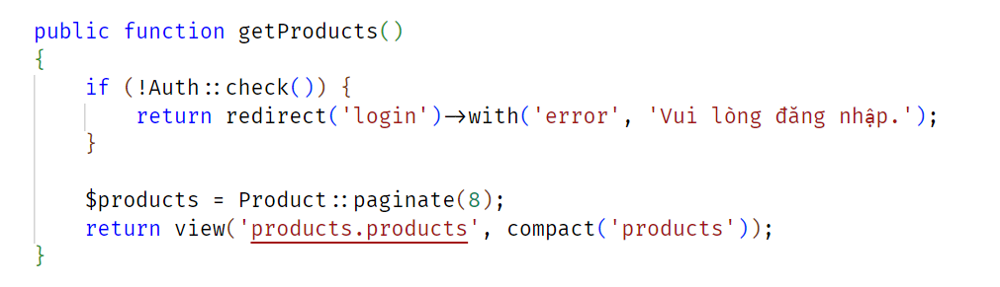 public function getProducts()
{
if (!Auth::check()) {
return redirect('login')->with('error', 'Vui lòng đăng nhập.');
}
$products = Product::paginate(8);
return view('products.products', compact('products'));
}